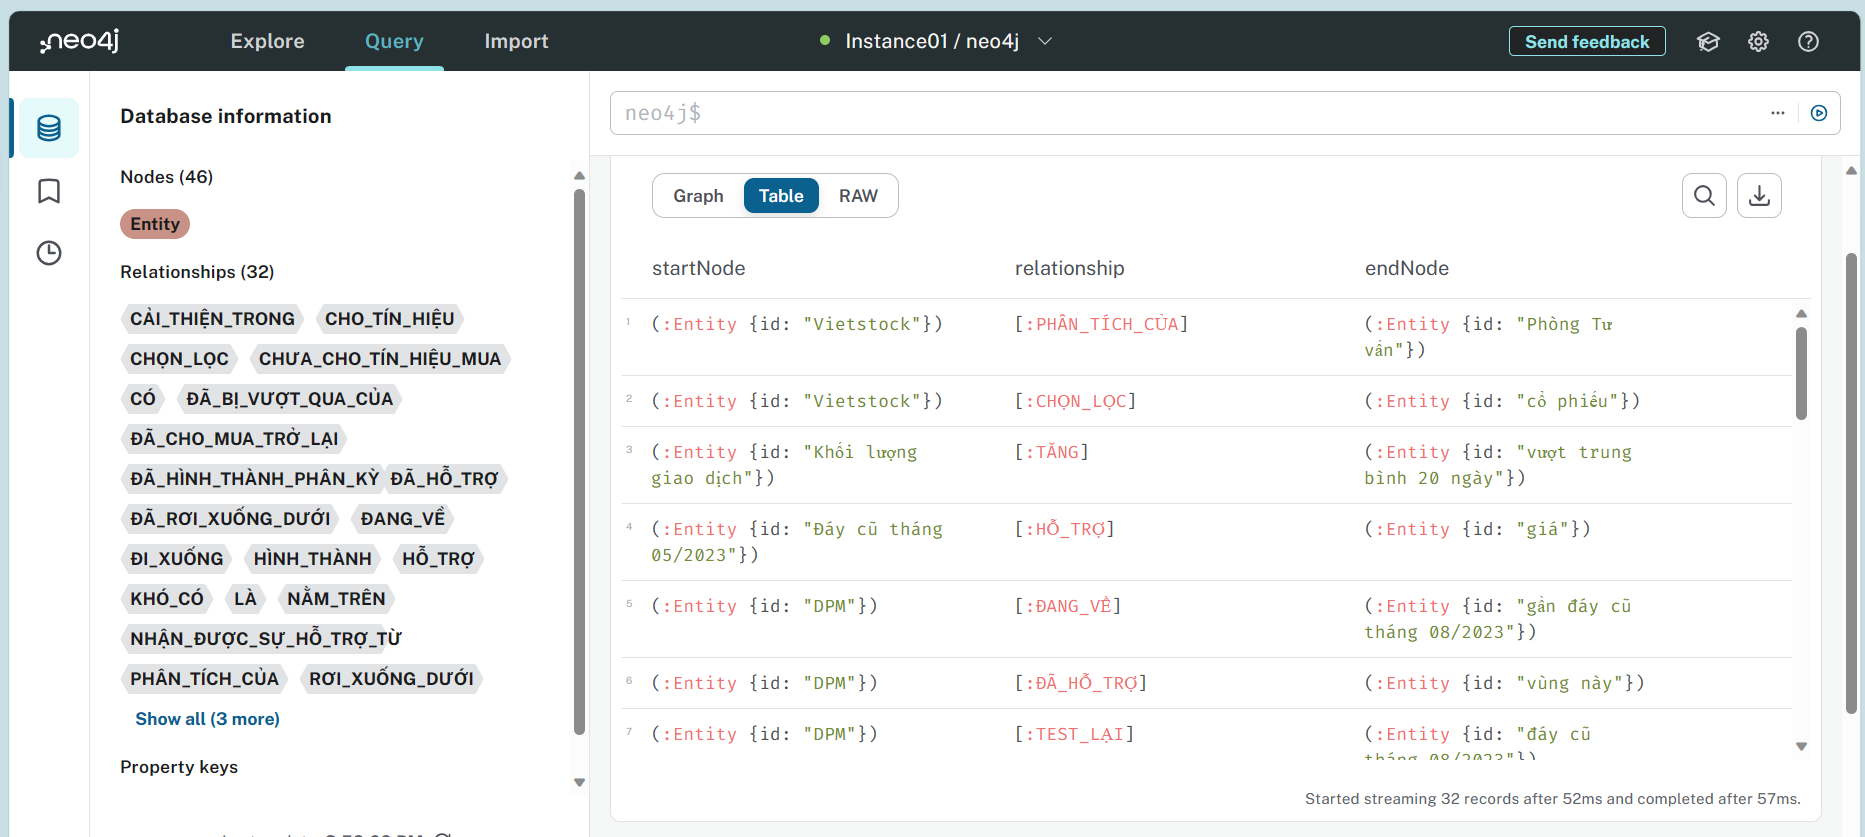 neo4j
Explore
Query
Import
Instance01 / neo4j
Send feedback
Database information
Nodes (46)
Entity
Relationships (32)
CẢI_THIỆN_TRONG CHO_TÍN_HIỆU
CHỌN_LỌC CHƯA_CHO_TÍN_HIỆU_MUA
CÓ ĐÃ_BỊ_VƯỢT_QUA_CỦA
ĐÃ_CHO_MUA_TRỞ_LẠI
ĐÃ_HÌNH_THÀNH_PHÂN_KỲ ĐÃ_HỖ_TRỢ
ĐÃ_RƠI_XUỐNG_DƯỚI ĐANG_VỀ
ĐI_XUỐNG HÌNH_THÀNH HỖ_TRỢ
KHÓ_CÓ LÀ NẰM_TRÊN
NHẬN_ĐƯỢC_SỰ_HỖ_TRỢ_TỪ
PHÂN_TÍCH_CỦA RƠI_XUỐNG_DƯỚI
Show all (3 more)
Property keys
neo4j$
Graph Table RAW
startNode relationship endNode
1 (:Entity {id: "Vietstock"}) [:PHÂN_TÍCH_CỦA] (:Entity {id: "Phòng Tư
vấn"})
2 (:Entity {id: "Vietstock"}) [:CHỌN_LỌC] (:Entity {id: "cổ phiếu"})
3 (:Entity {id: "Khối lượng [:TĂNG] (:Entity {id: "vượt trung
giao dịch"}) bình 20 ngày"})
4 (:Entity {id: "Đáy cũ tháng [:HỖ_TRỢ] (:Entity {id: "giá"})
05/2023"})
5 (:Entity {id: "DPM"}) [:ĐANG_VỀ] (:Entity {id: "gần đáy cũ
tháng 08/2023"})
6 (:Entity {id: "DPM"}) [:ĐÃ_HỖ_TRỢ] (:Entity {id: "vùng này"})
7 (:Entity {id: "DPM"}) [:TEST_LẠI] (:Entity {id: "đáy cũ
tháng 08/2023"})
Started streaming 32 records after 52ms and completed after 57ms.